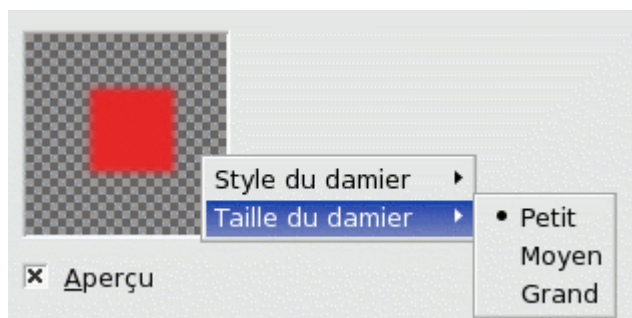 Style du damier
Taille du damier
Petit
Moyen
Grand
Aperçu